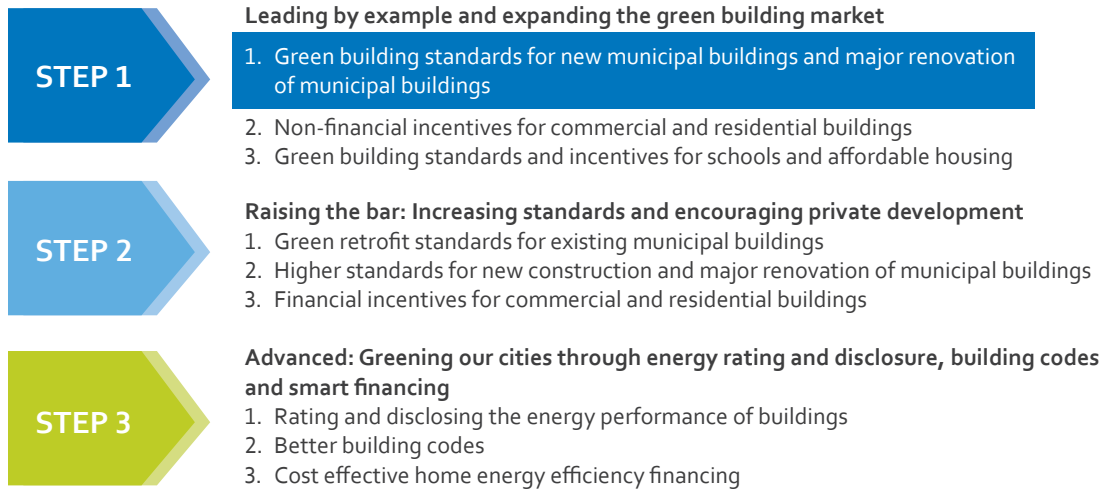 Leading by example and expanding the green building market
STEP 1
1. Green building standards for new municipal buildings and major renovation
of municipal buildings
2. Non-financial incentives for commercial and residential buildings
3. Green building standards and incentives for schools and affordable housing
STEP 2
Raising the bar: Increasing standards and encouraging private development
1. Green retrofit standards for existing municipal buildings
2. Higher standards for new construction and major renovation of municipal buildings
3. Financial incentives for commercial and residential buildings
STEP 3
Advanced: Greening our cities through energy rating and disclosure, building codes
and smart financing
1. Rating and disclosing the energy performance of buildings
2. Better building codes
3. Cost effective home energy efficiency financing